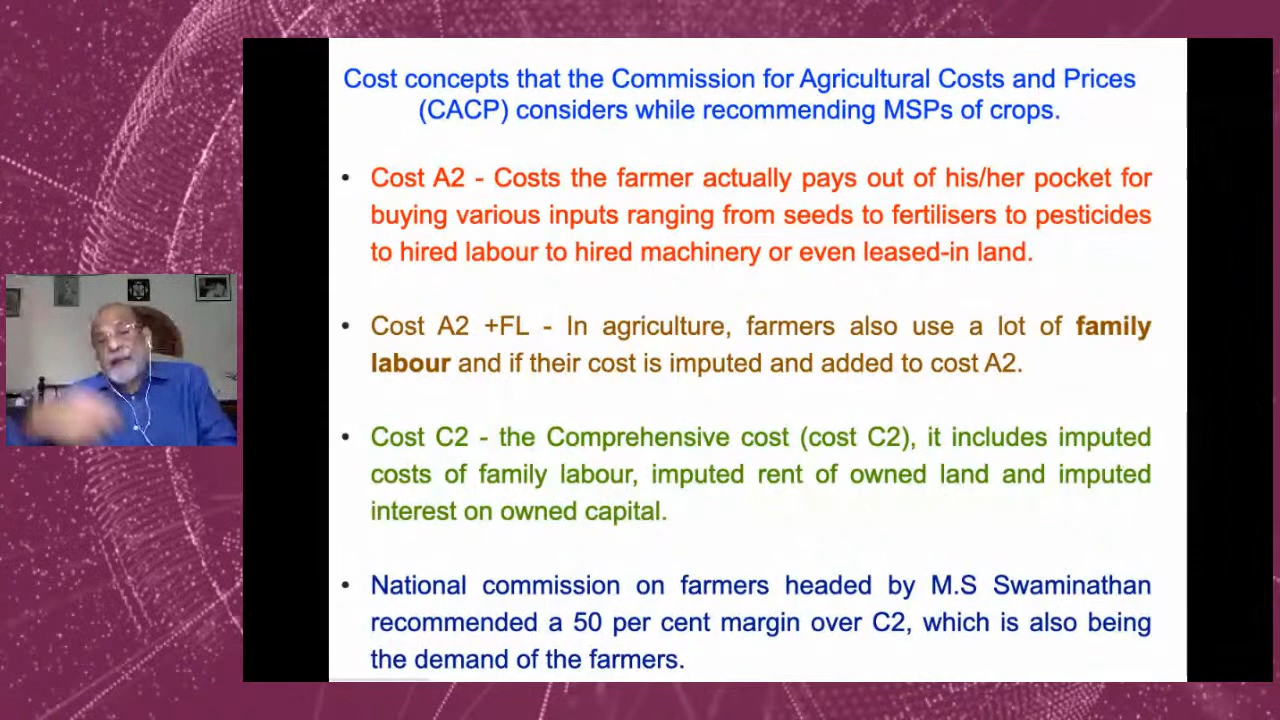 Cost concepts that the Commission for Agricultural Costs and Prices
(CACP) considers while recommending MSPs of crops.
• Cost A2 - Costs the farmer actually pays out of his/her pocket for
buying various inputs ranging from seeds to fertilisers to pesticides
to hired labour to hired machinery or even leased-in land.
• Cost A2 +FL - In agriculture, farmers also use a lot of family
labour and if their cost is imputed and added to cost A2.
• Cost C2 - the Comprehensive cost (cost C2), it includes imputed
costs of family labour, imputed rent of owned land and imputed
interest on owned capital.
• National commission on farmers headed by M.S Swaminathan
recommended a 50 per cent margin over C2, which is also being
the demand of the farmers.